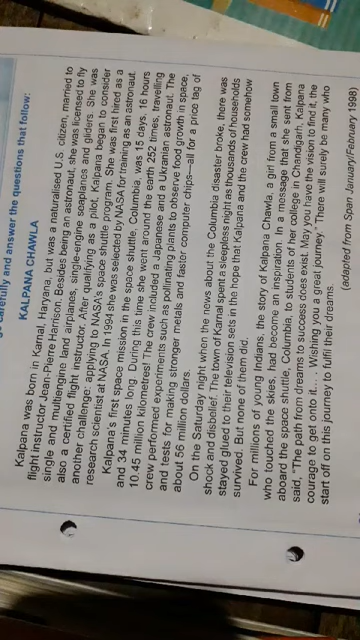 carefully and answer the questions that follow:
KALPANA CHAWLA
Kalpana was born in Karnal, Haryana, but was a naturalised U.S. citizen, married to
flight instructor Jean-Pierre Harrison. Besides being an astronaut, she was licensed to fly
single and multiengine land airplanes, single-engine seaplanes, and gliders. She was
also a certified flight instructor. After qualifying as a pilot, Kalpana began to consider
another challenge: applying to NASA's space shuttle program. She was first hired as a
research scientist at NASA. In 1994 she was selected by NASA for training as an astronaut.
Kalpana's first space mission in the space shuttle, Columbia, was 15 days, 16 hours
and 34 minutes long. During this time she went around the earth 252 times, travelling
10.45 million kilometres! The crew included a Japanese and a Ukranian astronaut. The
crew performed experiments such as pollinating plants to observe food growth in space,
and tests for making stronger metals and faster computer chips—all for a price tag of
about 56 million dollars.
On the Saturday night when the news about the Columbia disaster broke, there was
shock and disbelief. The town of Karnal spent a sleepless night as thousands of households
stayed glued to their television sets in the hope that Kalpana and the crew had somehow
survived. But none of them did.
For millions of young Indians, the story of Kalpana Chawla, a girl from a small town
who touched the skies, had become an inspiration. In a message that she sent from
aboard the space shuttle, Columbia, to students of her college in Chandigarh, Kalpana
said, "The path from dreams to success does exist. May you have the vision to find it, the
courage to get onto it... . Wishing you a great journey." There will surely be many who
start off on this journey to fulfil their dreams.
(adapted from Span January/February 1998)